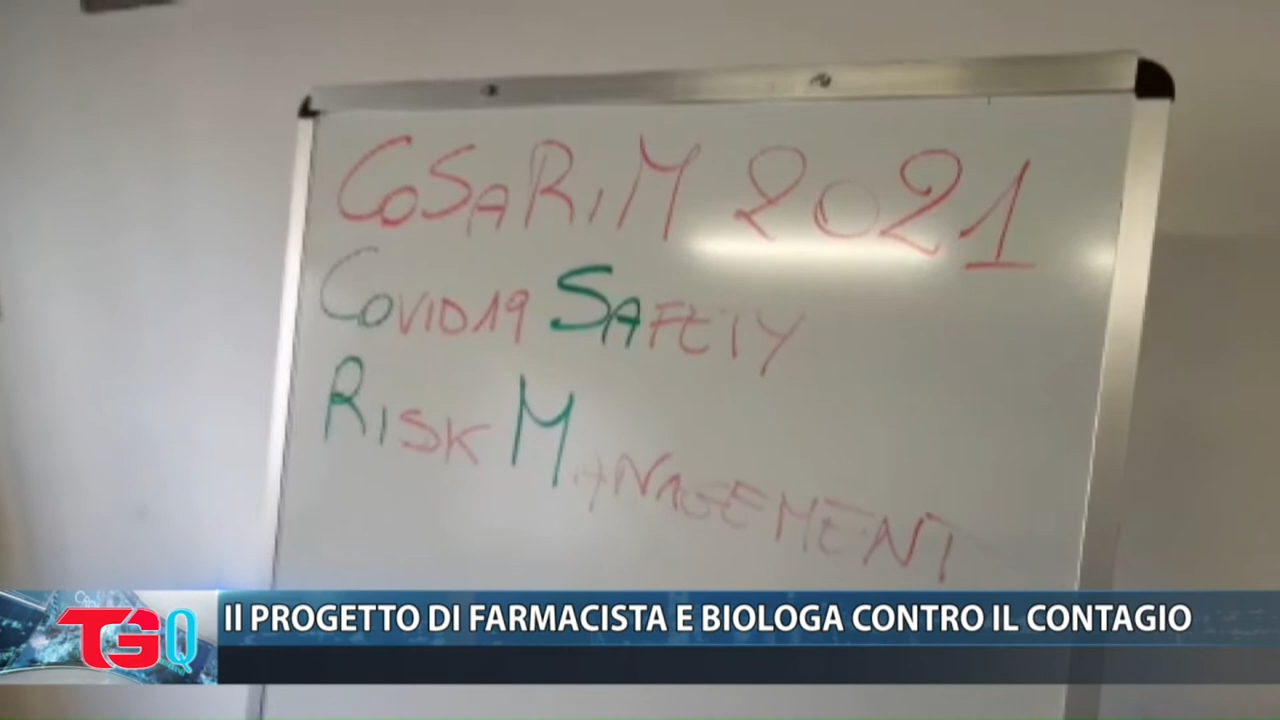 CoSARiM 2021
COVID19 SAFETY
RISK MANAGEMENT
TGQ
Il PROGETTO DI FARMACISTA E BIOLOGA CONTRO IL CONTAGIO